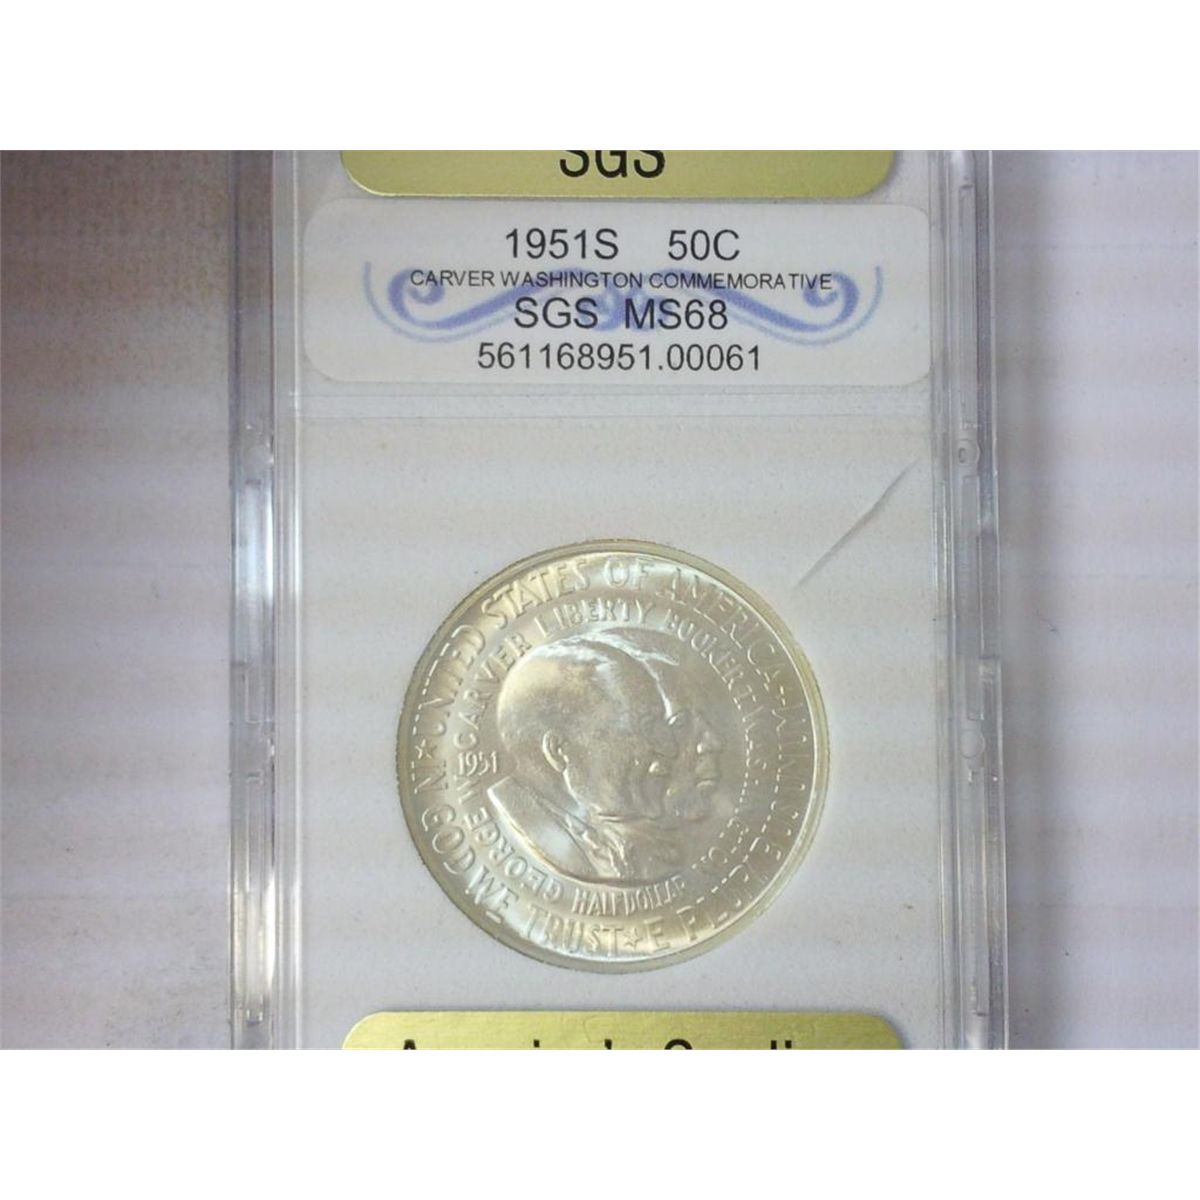 SGS
1951S 50C
CARVER WASHINGTON COMMEMORATIVE
SGS MS68
561168951.00061
UNITED STATES OF AMERICA
E PLURIBUS UNUM
IN GOD WE TRUST
GEORGE W CARVER LIBERTY BOOKER T WASHINGTON
1951
HALF DOLLAR